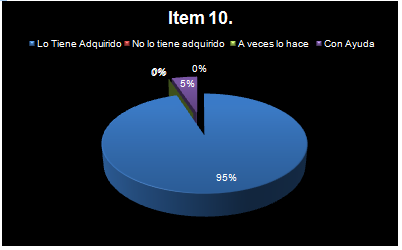 Item 10.
Lo Tiene Adquirido No lo tiene adquirido A veces lo hace Con Ayuda
0% 0%
5%
95%